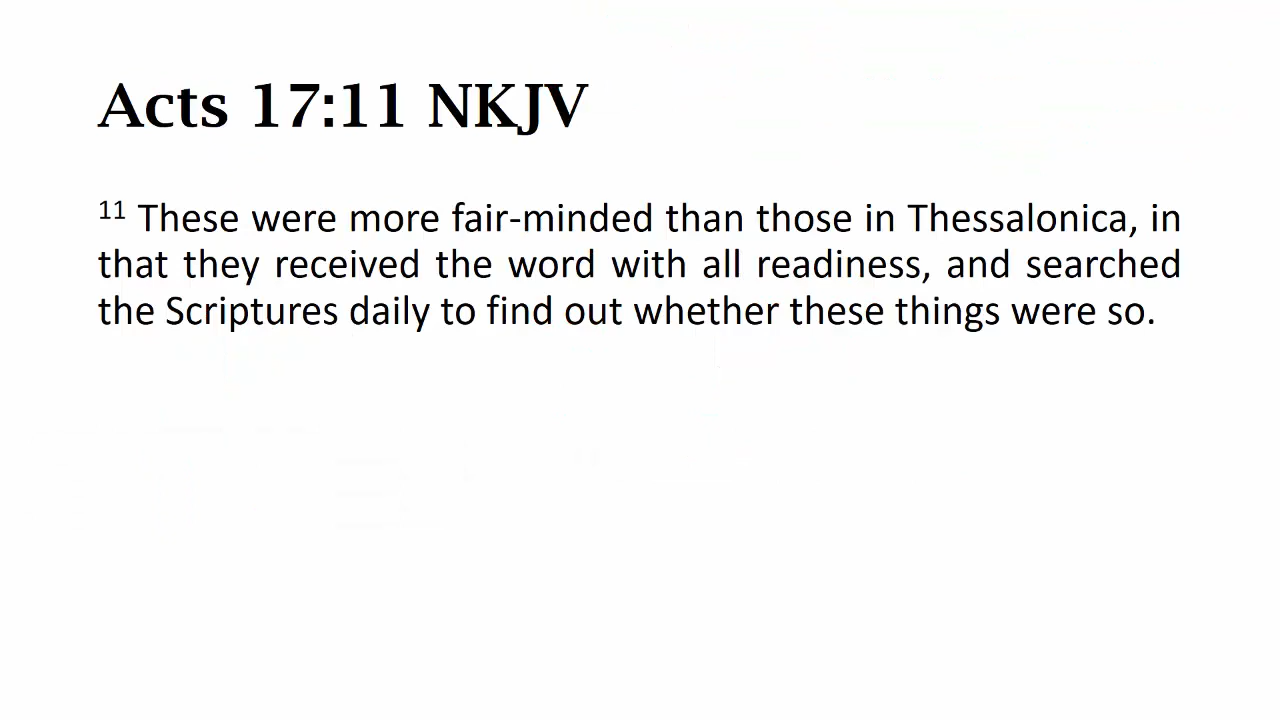 Acts 17:11 NKJV
11 These were more fair-minded than those in Thessalonica, in
that they received the word with all readiness, and searched
the Scriptures daily to find out whether these things were so.